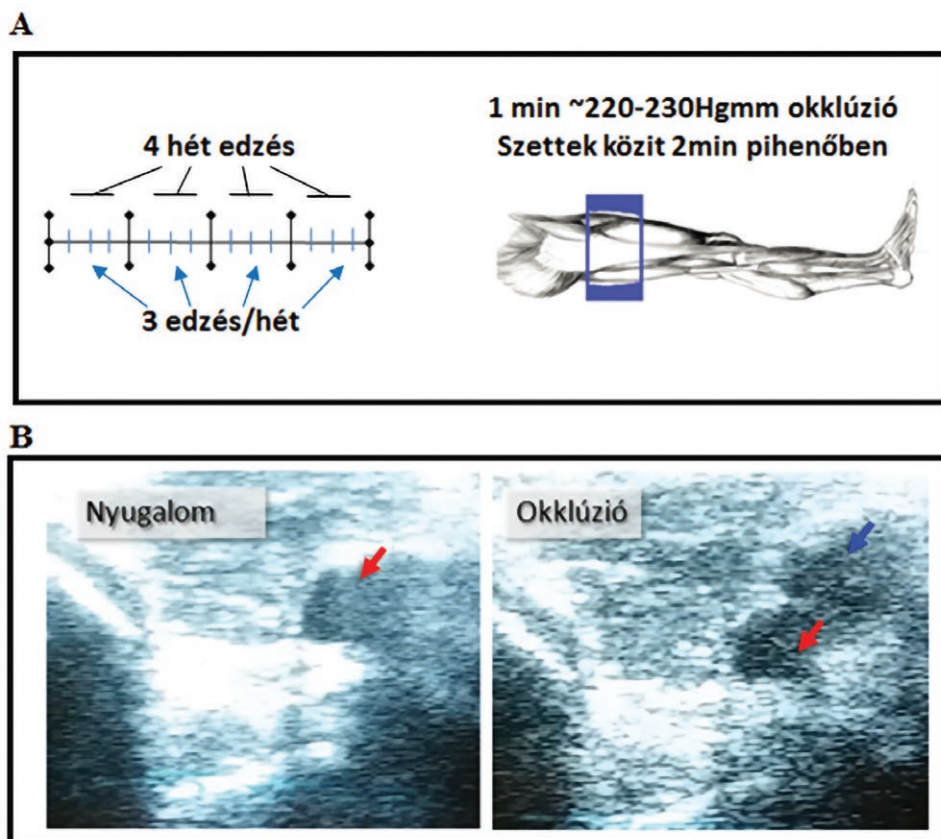 A
4 hét edzés
3 edzés/hét
1 min ~220-230Hgmm okklúzió
Szettek közit 2min pihenőben
B
Nyugalom
Okklúzió